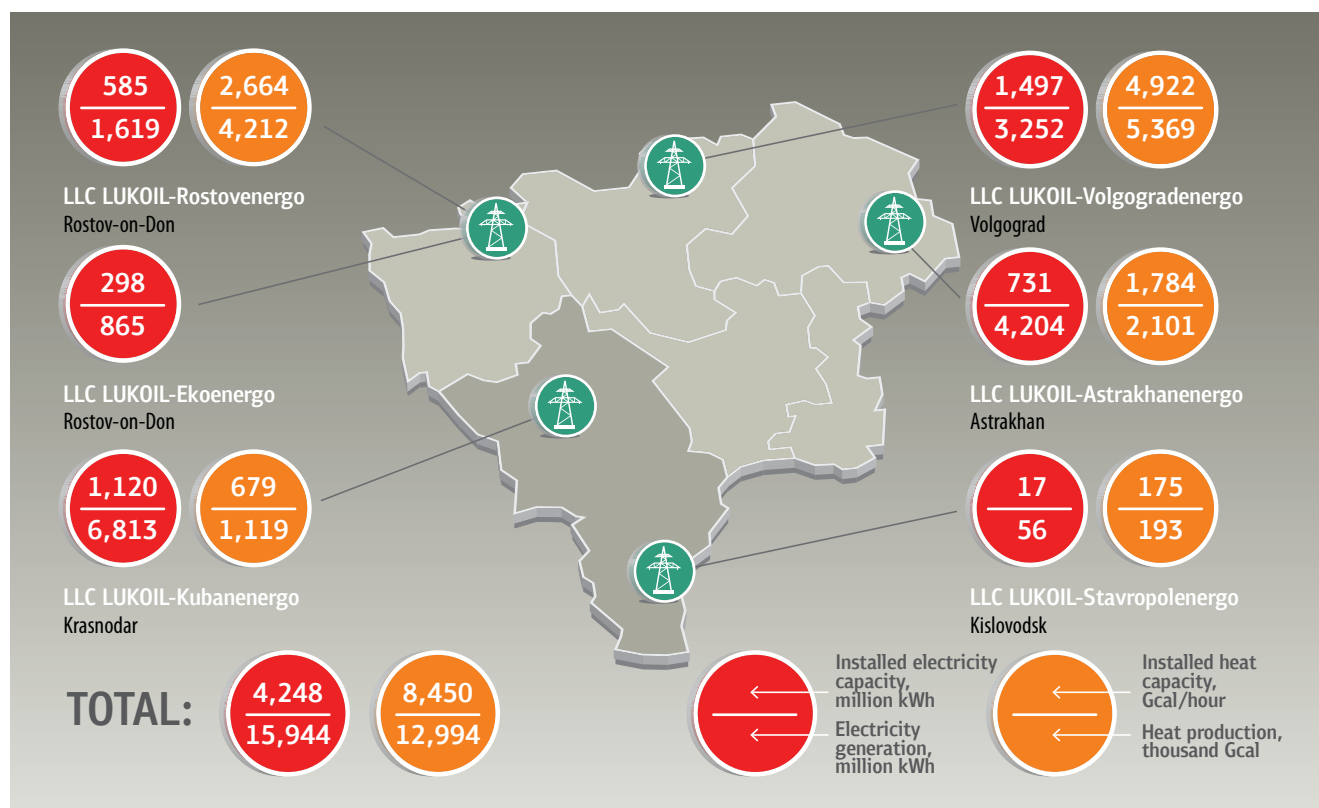 585
1,619
2,664
4,212
LLC LUKOIL-Rostovenergo
Rostov-on-Don
298
865
LLC LUKOIL-Ekoenergo
Rostov-on-Don
1,120
6,813
679
1,119
LLC LUKOIL-Kubanenergo
Krasnodar
1,497
3,252
4,922
5,369
LLC LUKOIL-Volgogradenergo
Volgograd
731
4,204
1,784
2,101
LLC LUKOIL-Astrakhanenergo
Astrakhan
17
56
175
193
LLC LUKOIL-Stavropolenergo
Kislovodsk
TOTAL:
4,248
15,944
8,450
12,994
Installed electricity
capacity,
million kWh
Electricity
generation,
million kWh
Installed heat
capacity,
Gcal/hour
Heat production,
thousand Gcal